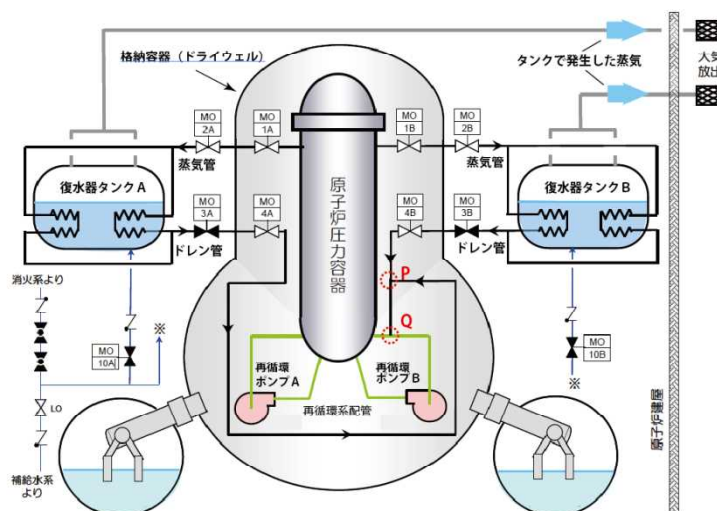 格納容器（ドライウェル）
タンクで発生した蒸気
大気
放出
MO
2A
MO
1A
MO
1B
MO
2B
蒸気管
蒸気管
復水器タンクA
復水器タンクB
原子炉圧力容器
MO
3A
MO
4A
MO
4B
MO
3B
ドレン管
ドレン管
P
Q
消火系より
※
MO
10A
MO
10B
※
再循環
ポンプA
再循環
ポンプB
再循環系配管
LO
補給水系
より
原子炉建屋